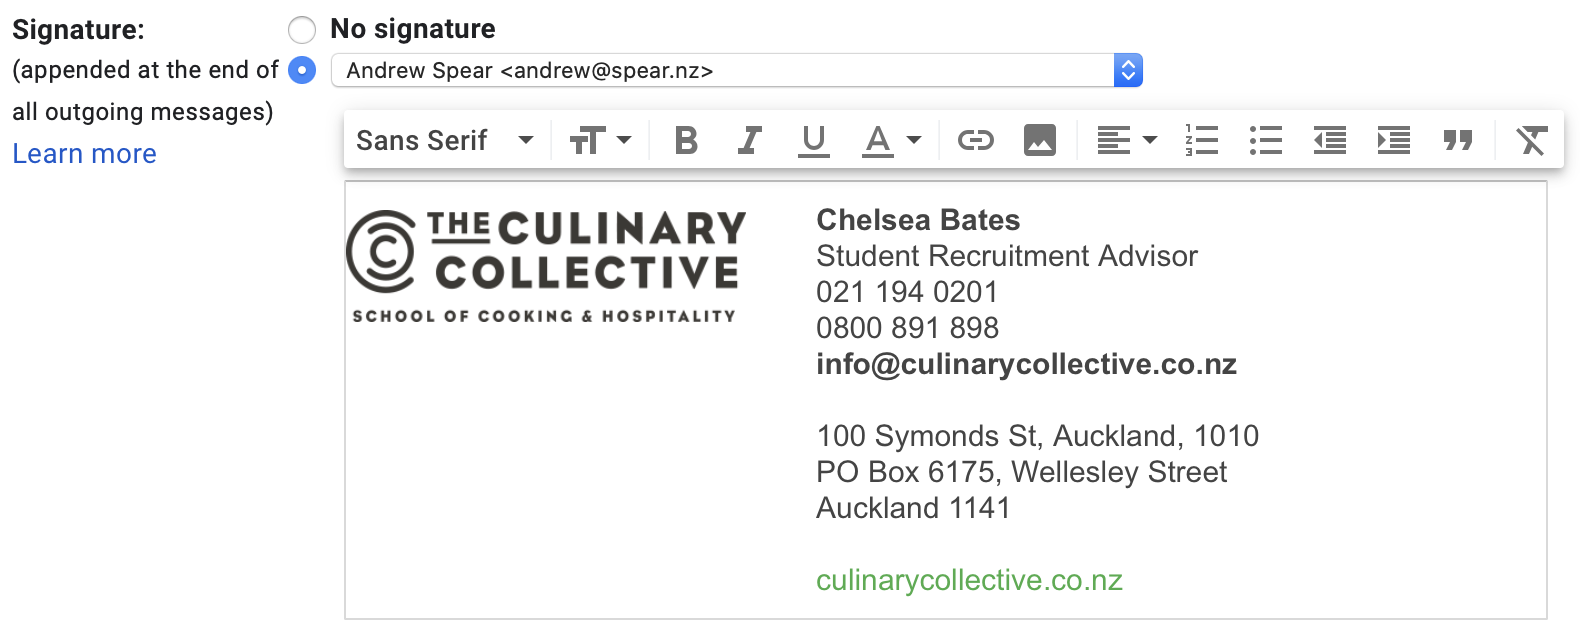 Signature:
(appended at the end of
all outgoing messages)
Learn more
No signature
Andrew Spear <andrew@spear.nz>
Sans Serif
THE CULINARY
COLLECTIVE
SCHOOL OF COOKING & HOSPITALITY
Chelsea Bates
Student Recruitment Advisor
021 194 0201
0800 891 898
info@culinarycollective.co.nz
100 Symonds St, Auckland, 1010
PO Box 6175, Wellesley Street
Auckland 1141
culinarycollective.co.nz